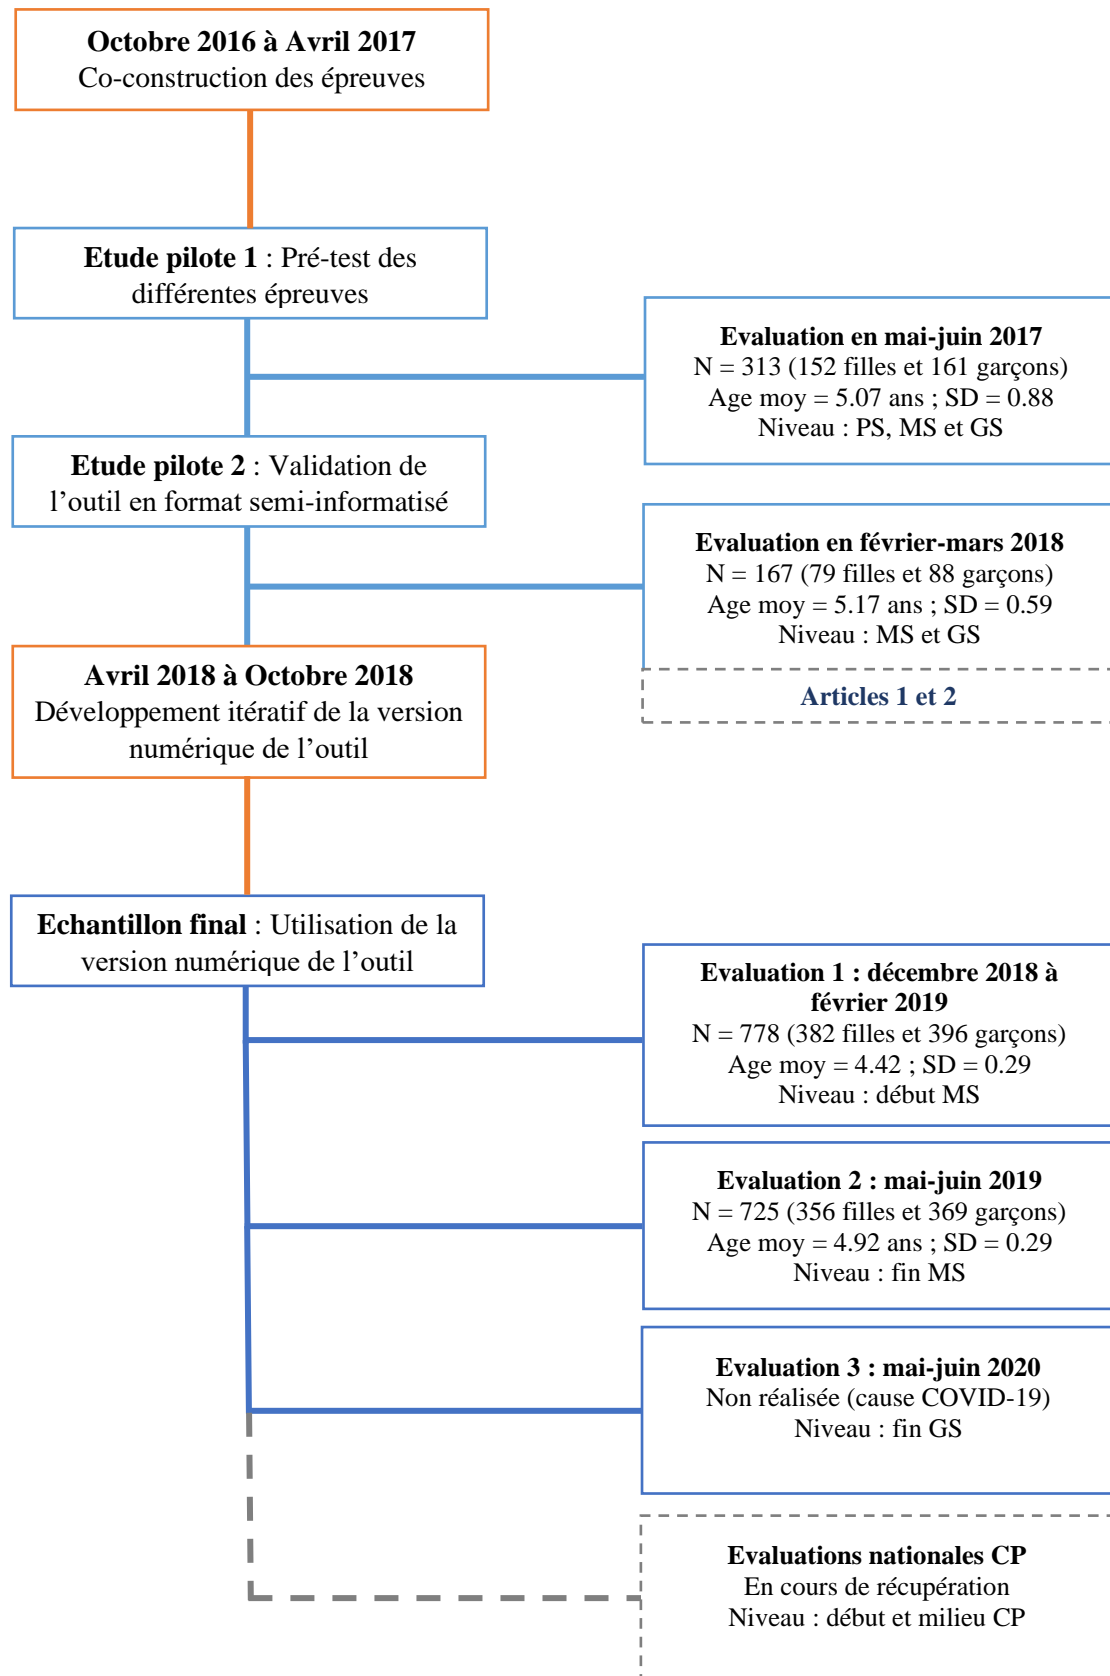 Octobre 2016 à Avril 2017
Co-construction des épreuves
Etude pilote 1 : Pré-test des
différentes épreuves
Evaluation en mai-juin 2017
N = 313 (152 filles et 161 garçons)
Age moy = 5.07 ans ; SD = 0.88
Niveau : PS, MS et GS
Etude pilote 2 : Validation de
l’outil en format semi-informatisé
Evaluation en février-mars 2018
N = 167 (79 filles et 88 garçons)
Age moy = 5.17 ans ; SD = 0.59
Niveau : MS et GS
Articles 1 et 2
Avril 2018 à Octobre 2018
Développement itératif de la version
numérique de l’outil
Echantillon final : Utilisation de la
version numérique de l’outil
Evaluation 1 : décembre 2018 à
février 2019
N = 778 (382 filles et 396 garçons)
Age moy = 4.42 ; SD = 0.29
Niveau : début MS
Evaluation 2 : mai-juin 2019
N = 725 (356 filles et 369 garçons)
Age moy = 4.92 ans ; SD = 0.29
Niveau : fin MS
Evaluation 3 : mai-juin 2020
Non réalisée (cause COVID-19)
Niveau : fin GS
Evaluations nationales CP
En cours de récupération
Niveau : début et milieu CP